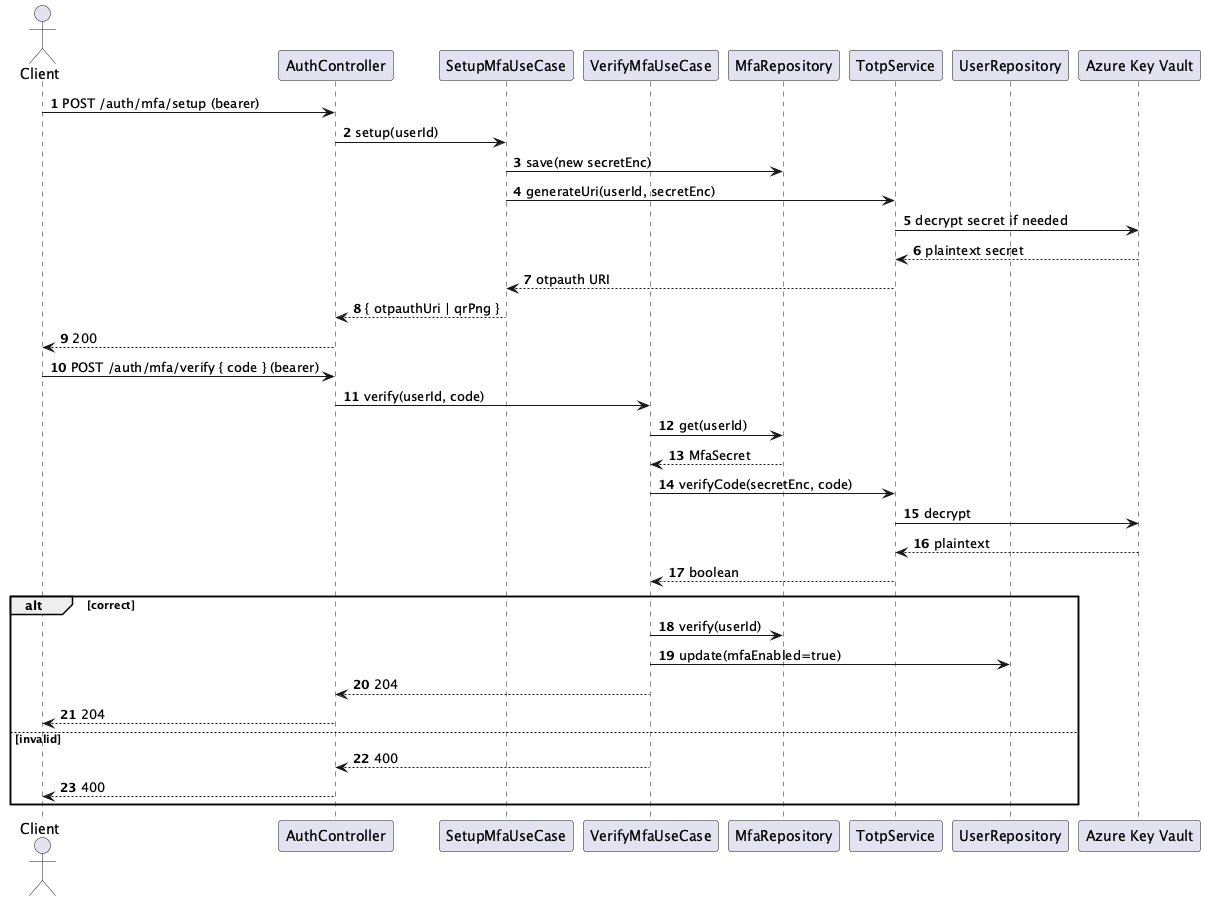 Client
AuthController
SetupMfaUseCase
VerifyMfaUseCase
MfaRepository
TotpService
UserRepository
Azure Key Vault
1 POST /auth/mfa/setup (bearer)
2 setup(userId)
3 save(new secretEnc)
4 generateUri(userId, secretEnc)
5 decrypt secret if needed
6 plaintext secret
7 otpauth URI
8 { otpauthUri | qrPng }
9 200
10 POST /auth/mfa/verify { code } (bearer)
11 verify(userId, code)
12 get(userId)
13 MfaSecret
14 verifyCode(secretEnc, code)
15 decrypt
16 plaintext
17 boolean
alt [correct]
18 verify(userId)
19 update(mfaEnabled=true)
20 204
21 204
[invalid]
22 400
23 400
Client
AuthController
SetupMfaUseCase
VerifyMfaUseCase
MfaRepository
TotpService
UserRepository
Azure Key Vault